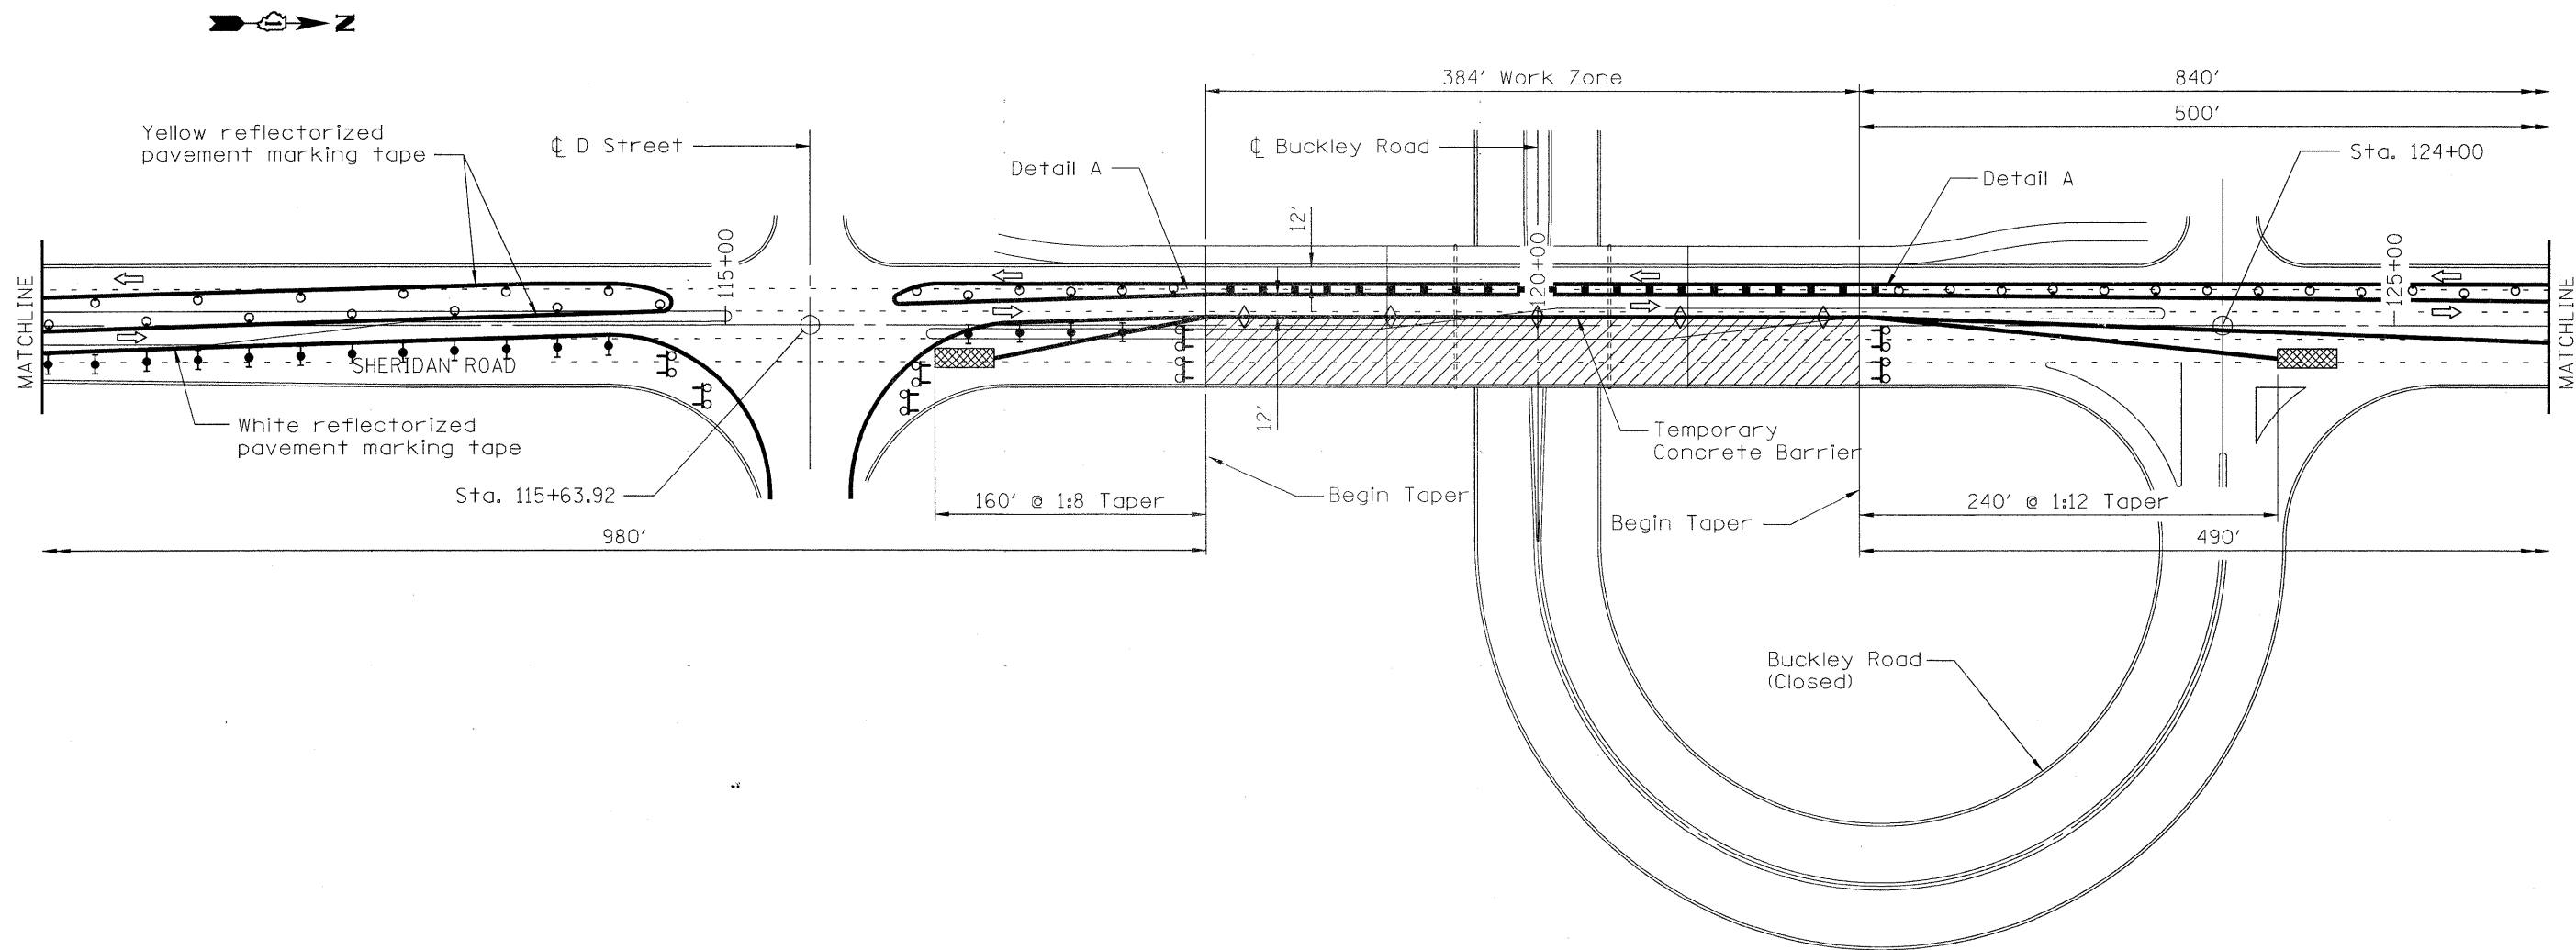 N
384' Work Zone
840'
500'
Yellow reflectorized
pavement marking tape
℄ D Street
Detail A
℄ Buckley Road
Sta. 124+00
Detail A
12'
115+00
120+00
125+00
MATCHLINE
MATCHLINE
SHERIDAN ROAD
12'
White reflectorized
pavement marking tape
Temporary
Concrete Barrier
Sta. 115+63.92
160' @ 1:8 Taper
Begin Taper
Begin Taper
240' @ 1:12 Taper
980'
490'
Buckley Road
(Closed)